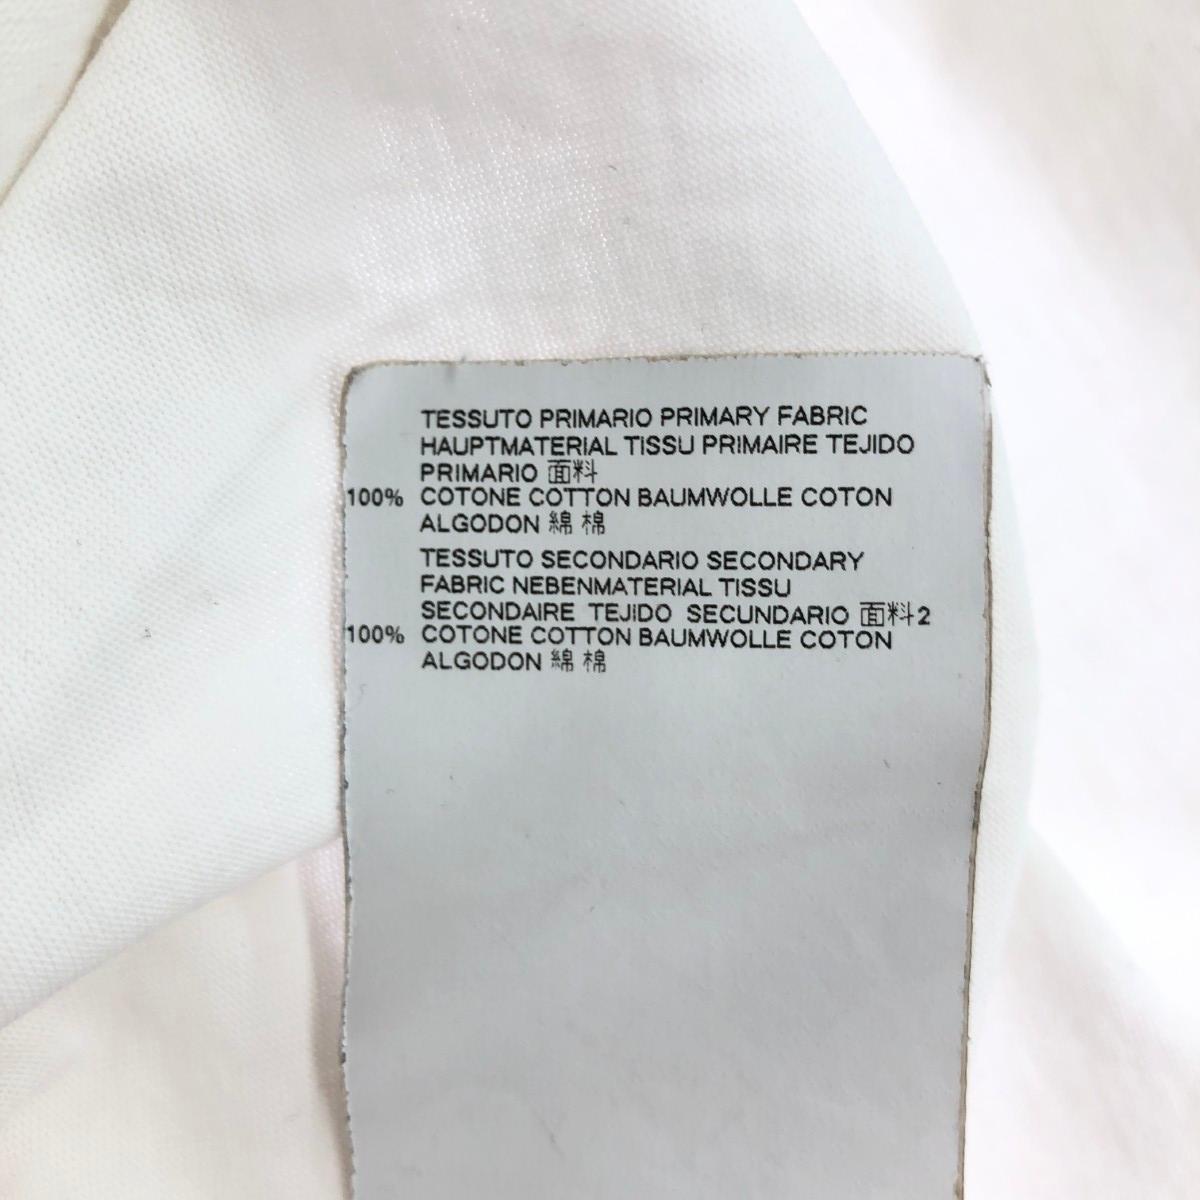 TESSUTO PRIMARIO PRIMARY FABRIC
HAUPTMATERIAL TISSU PRIMAIRE TEJIDO
PRIMARIO 面料
100% COTONE COTTON BAUMWOLLE COTON
ALGODON 綿 棉
TESSUTO SECONDARIO SECONDARY
FABRIC NEBENMATERIAL TISSU
SECONDAIRE TEJIDO SECUNDARIO 面料2
100% COTONE COTTON BAUMWOLLE COTON
ALGODON 綿 棉